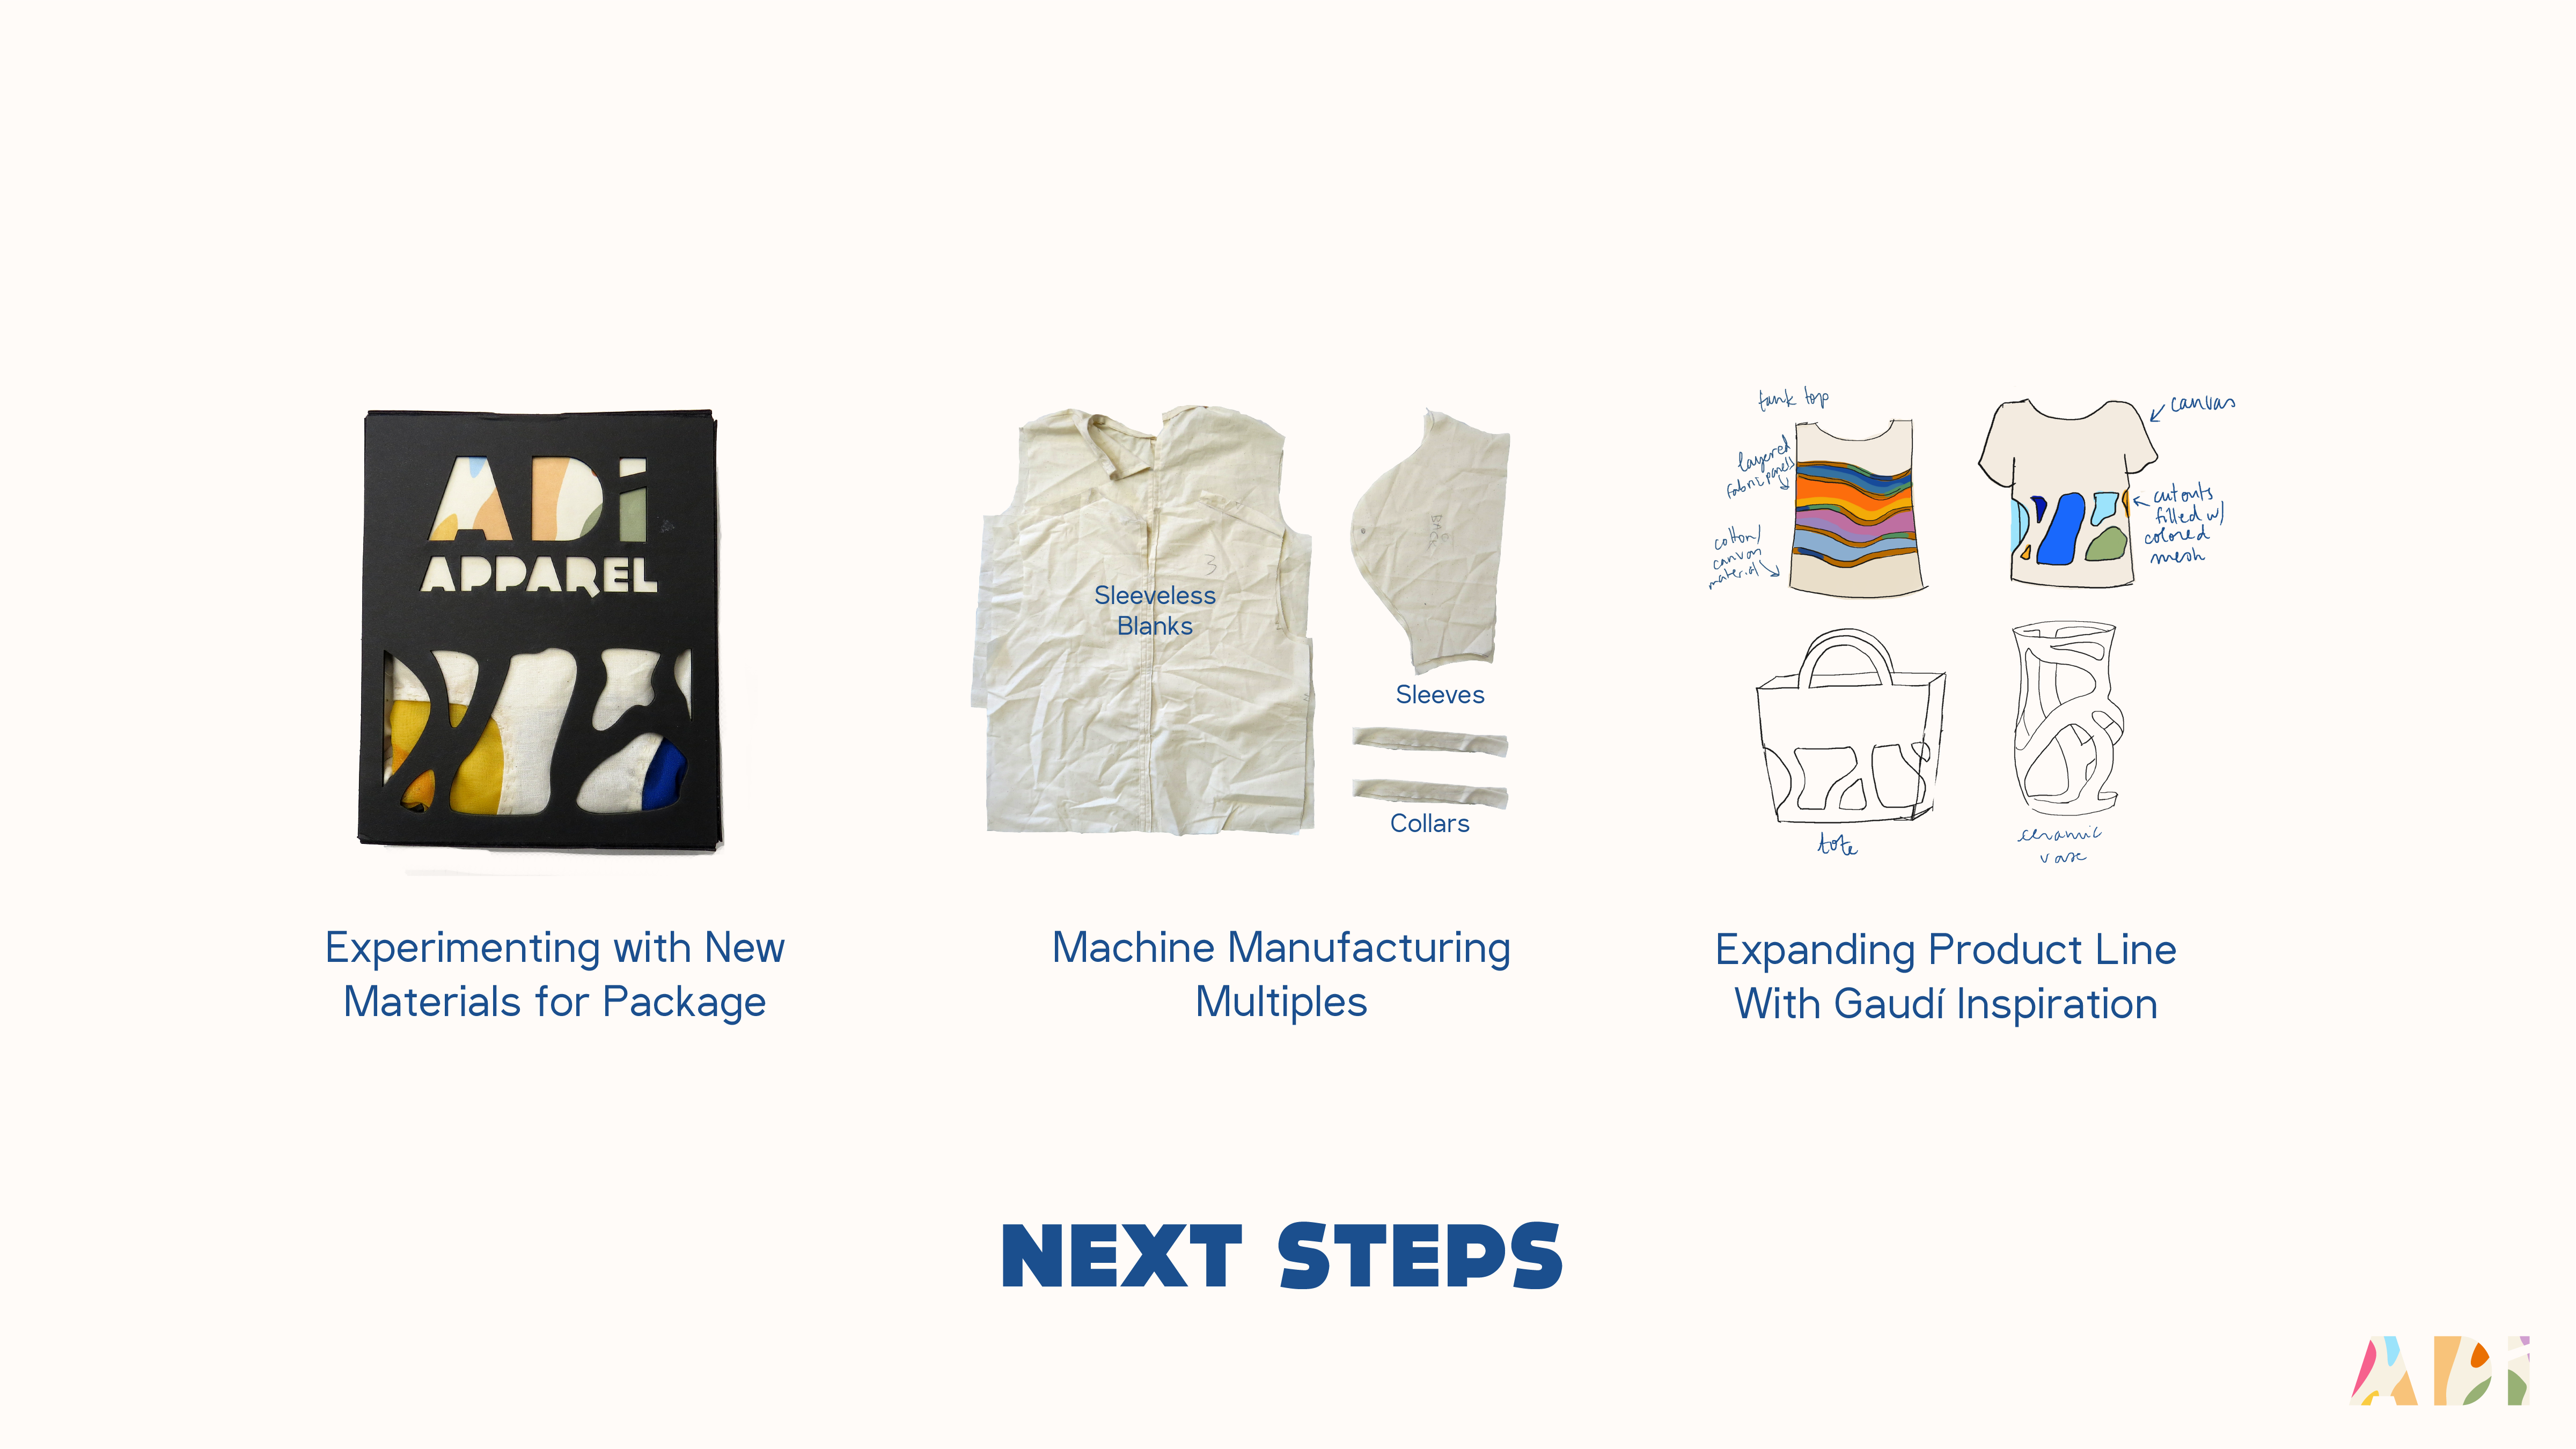 ADi
APPAREL
Experimenting with New
Materials for Package
3
Sleeveless
Blanks
BACK
Sleeves
Collars
Machine Manufacturing
Multiples
tank top
layered
fabric panels
cotton/
canvas
material
canvas
cutouts
filled w/
colored
mesh
tote
ceramic
vase
Expanding Product Line
With Gaudí Inspiration
NEXT STEPS
ADi